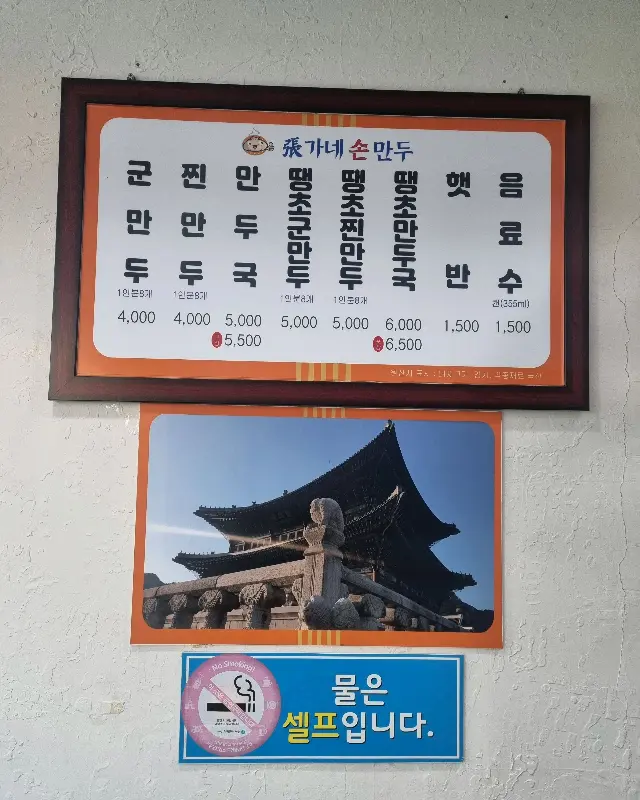 張가네 손만두
군만두
1인분8개
4,000
찐만두
1인분8개
4,000
만두국
5,000
5,500
땡초군만두
1인분8개
5,000
땡초찐만두
1인분8개
5,000
땡초만두국
6,000
6,500
햇반
1,500
음료수
캔(355ml)
1,500
No Smoking!
물은
셀프입니다.